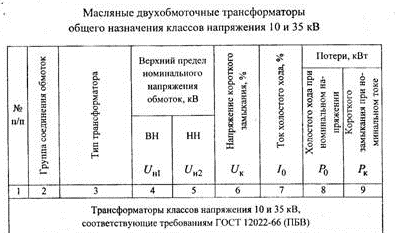 Масляные двухобмоточные трансформаторы
общего назначения классов напряжения 10 и 35 кВ
№
п/п
Группа соединения обмоток
Тип трансформатора
Верхний предел
номинального
напряжения
обмоток, кВ
ВН
Uн1
НН
Uн2
Напряжение короткого
замыкания, %
Uк
Ток холостого хода, %
I0
Потери, кВт
Холостого хода при
номинальном на-
пряжении
P0
Короткого
замыкания при но-
минальном токе
Pк
1 2 3 4 5 6 7 8 9
Трансформаторы классов напряжения 10 и 35 кВ,
соответствующие требованиям ГОСТ 12022-66 (ПБВ)